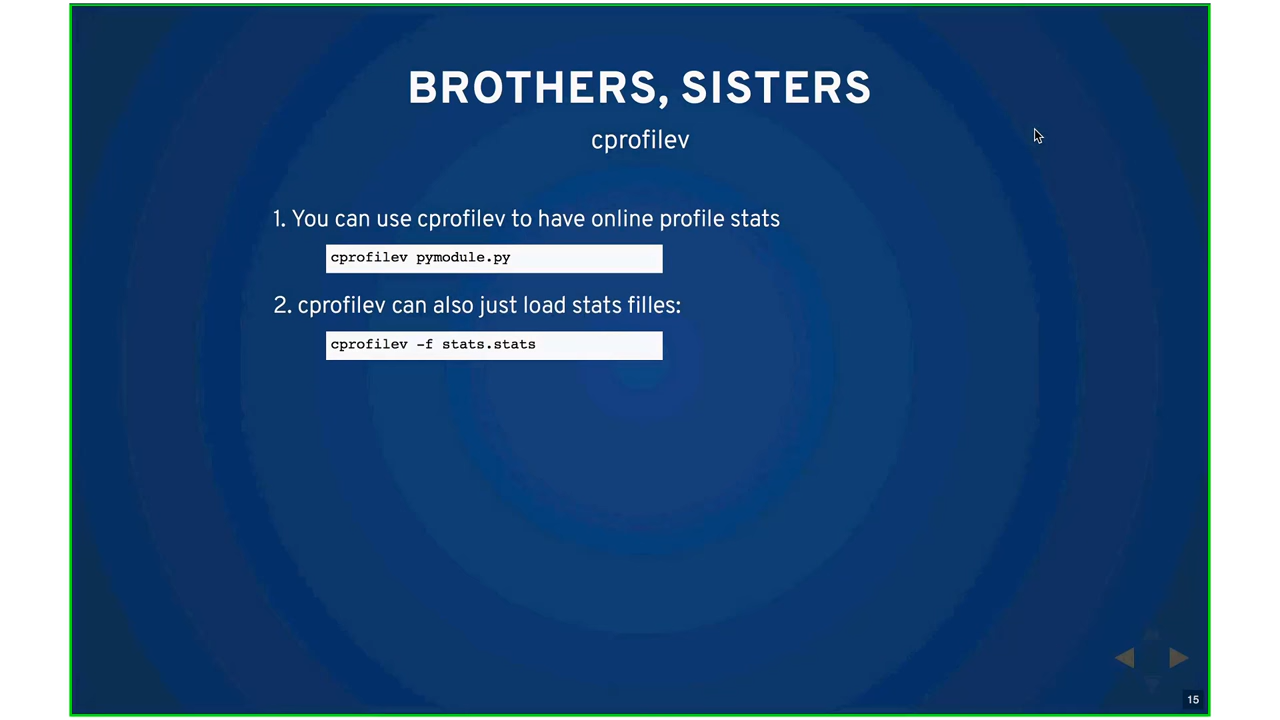 BROTHERS, SISTERS
cprofilev
1. You can use cprofilev to have online profile stats
cprofilev pymodule.py
2. cprofilev can also just load stats filles:
cprofilev -f stats.stats
15